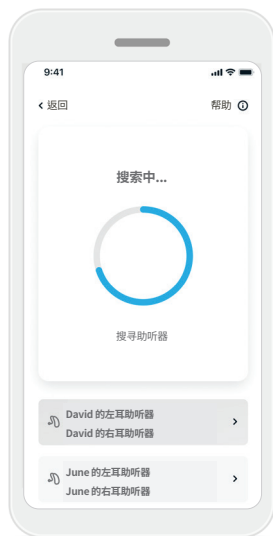 9:41
返回
帮助
搜索中...
搜寻助听器
David 的左耳助听器
David 的右耳助听器
June 的左耳助听器
June 的右耳助听器